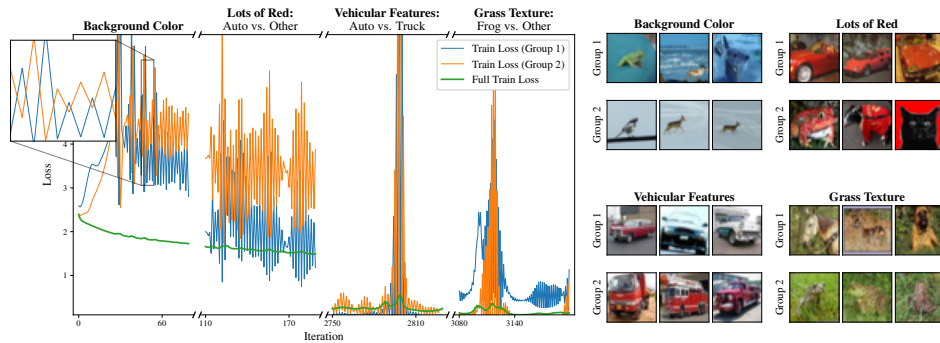 Background Color
Lots of Red:
Auto vs. Other
Vehicular Features:
Auto vs. Truck
Grass Texture:
Frog vs. Other
Train Loss (Group 1)
Train Loss (Group 2)
Full Train Loss
Loss
4
3
2
1
0
60
110
170
2750
2810
3080
3140
Iteration
Background Color
Group 1
Group 2
Lots of Red
Group 1
Group 2
Vehicular Features
Group 1
Group 2
Grass Texture
Group 1
Group 2